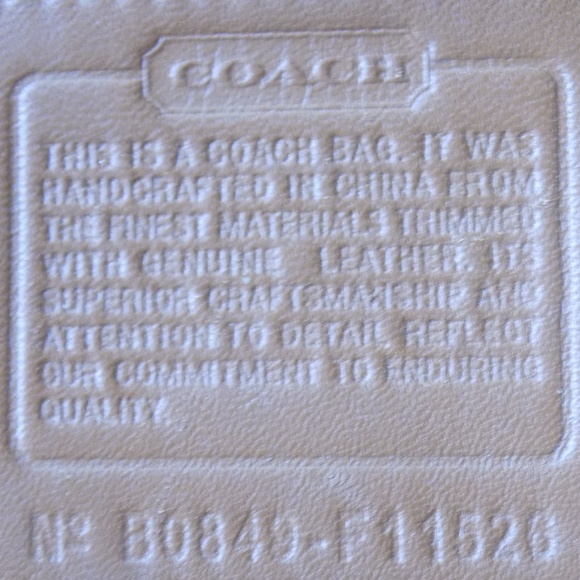 COACH
THIS IS A COACH BAG. IT WAS
HANDCRAFTED IN CHINA FROM
THE FINEST MATERIALS TRIMMED
WITH GENUINE LEATHER. ITS
SUPERIOR CRAFTSMANSHIP AND
ATTENTION TO DETAIL REFLECT
OUR COMMITMENT TO ENDURING
QUALITY.
Nº B0849-F11526